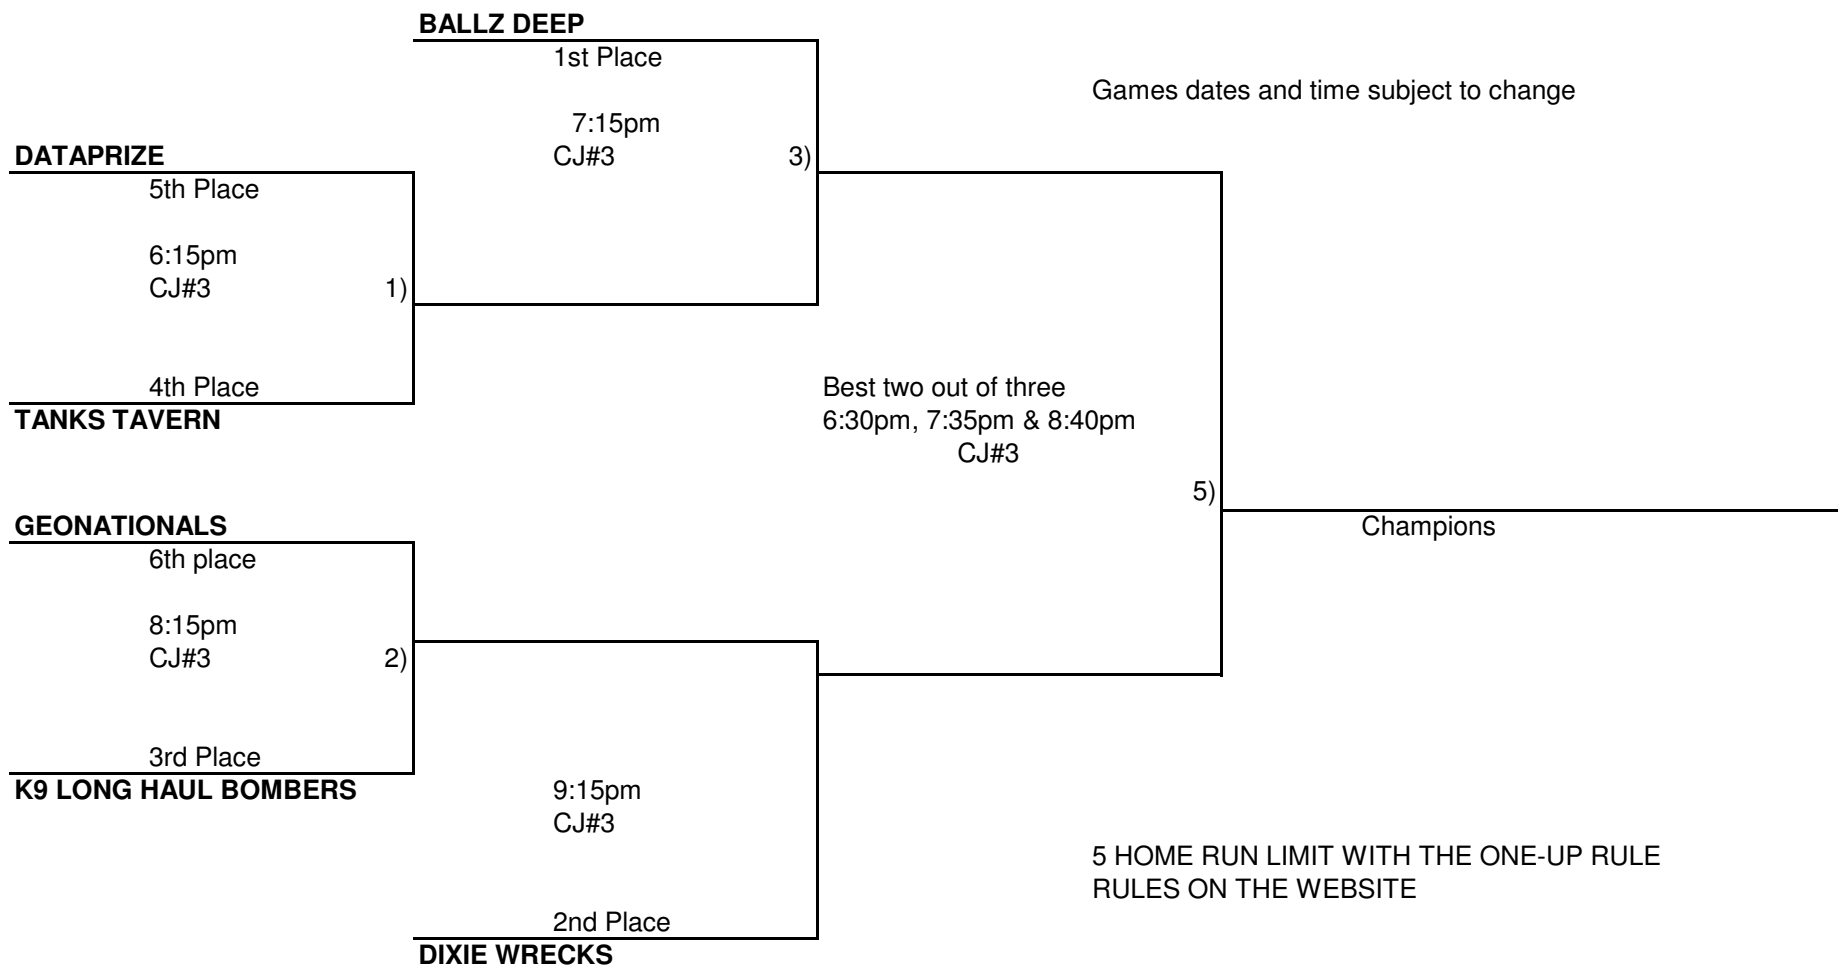 BALLZ DEEP
1st Place
Games dates and time subject to change
7:15pm
DATAPRIZE
CJ#3 3)
5th Place
6:15pm
CJ#3 1)
4th Place
Best two out of three
TANKS TAVERN
6:30pm, 7:35pm & 8:40pm
CJ#3
5)
GEONATIONALS
Champions
6th place
8:15pm
CJ#3 2)
3rd Place
K9 LONG HAUL BOMBERS
9:15pm
CJ#3
5 HOME RUN LIMIT WITH THE ONE-UP RULE
RULES ON THE WEBSITE
2nd Place
DIXIE WRECKS